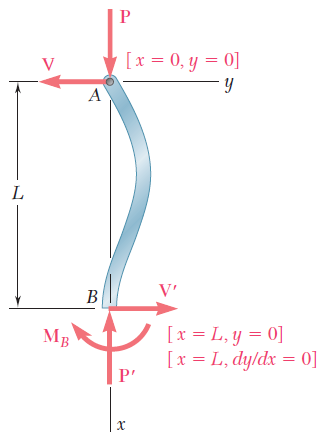 P
V
[x = 0, y = 0]
y
A
L
B
V′
M_B
[x = L, y = 0]
[x = L, dy/dx = 0]
P′
x